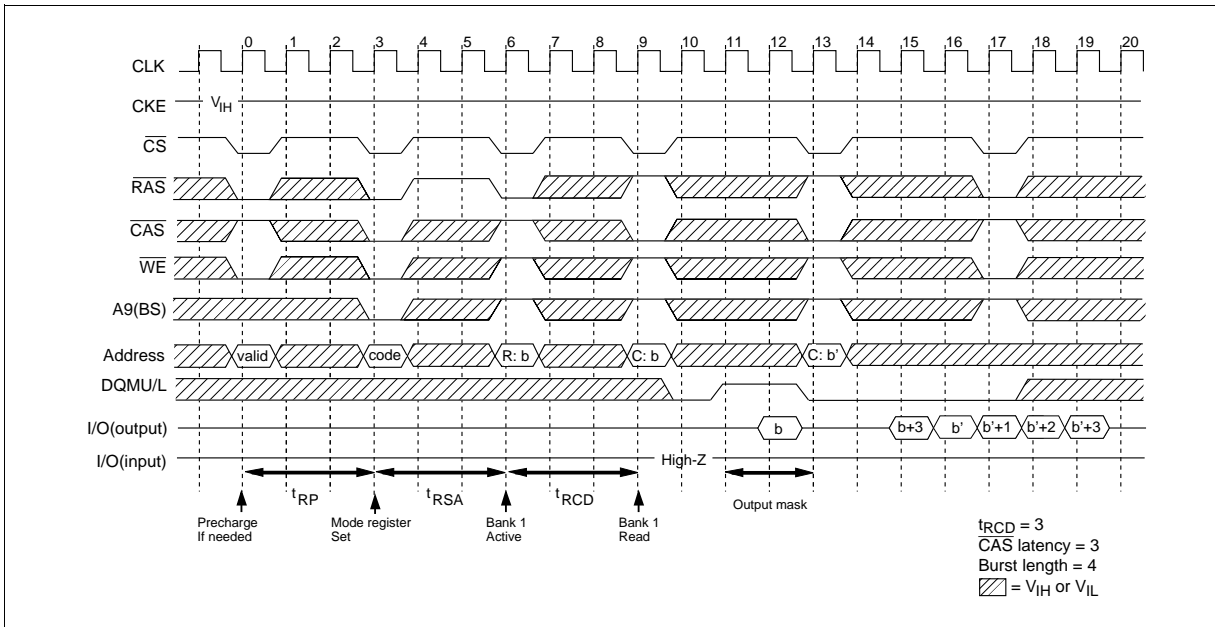 0 1 2 3 4 5 6 7 8 9 10 11 12 13 14 15 16 17 18 19 20
CLK
CKE VIH
CS
RAS
CAS
WE
A9(BS)
Address valid code R: b C: b C: b'
DQMU/L
I/O(output) b b+3 b' b'+1 b'+2 b'+3
I/O(input) High-Z
tRP tRSA tRCD Output mask
Precharge If needed
Mode register Set
Bank 1 Active
Bank 1 Read
tRCD = 3
CAS latency = 3
Burst length = 4
= VIH or VIL